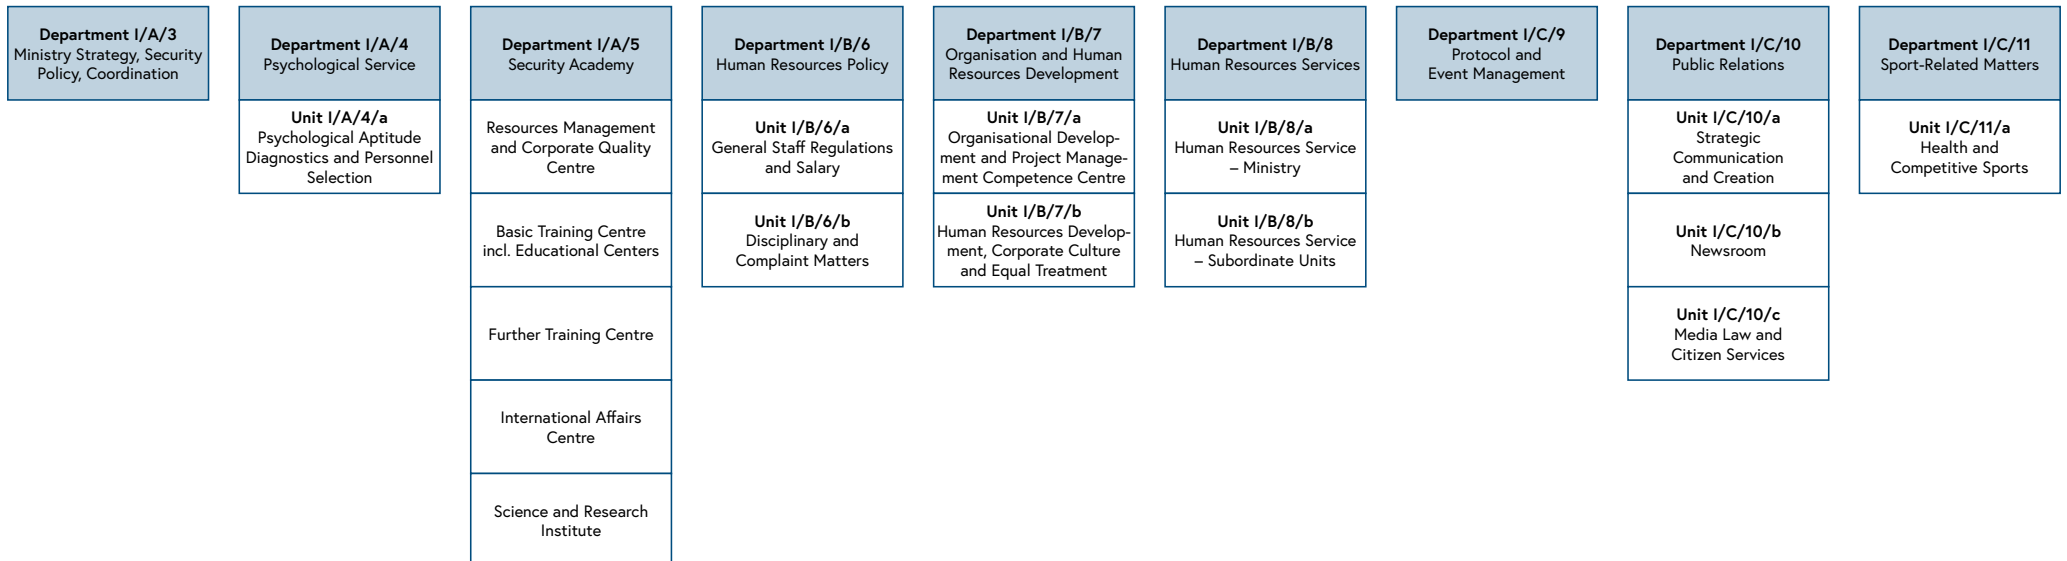 Department I/A/3
Ministry Strategy, Security
Policy, Coordination
Department I/A/4
Psychological Service
Unit I/A/4/a
Psychological Aptitude
Diagnostics and Personnel
Selection
Department I/A/5
Security Academy
Resources Management
and Corporate Quality
Centre
Basic Training Centre
incl. Educational Centers
Further Training Centre
International Affairs
Centre
Science and Research
Institute
Department I/B/6
Human Resources Policy
Unit I/B/6/a
General Staff Regulations
and Salary
Unit I/B/6/b
Disciplinary and
Complaint Matters
Department I/B/7
Organisation and Human
Resources Development
Unit I/B/7/a
Organisational Develop-
ment and Project Manage-
ment Competence Centre
Unit I/B/7/b
Human Resources Develop-
ment, Corporate Culture
and Equal Treatment
Department I/B/8
Human Resources Services
Unit I/B/8/a
Human Resources Service
– Ministry
Unit I/B/8/b
Human Resources Service
– Subordinate Units
Department I/C/9
Protocol and
Event Management
Department I/C/10
Public Relations
Unit I/C/10/a
Strategic
Communication
and Creation
Unit I/C/10/b
Newsroom
Unit I/C/10/c
Media Law and
Citizen Services
Department I/C/11
Sport-Related Matters
Unit I/C/11/a
Health and
Competitive Sports